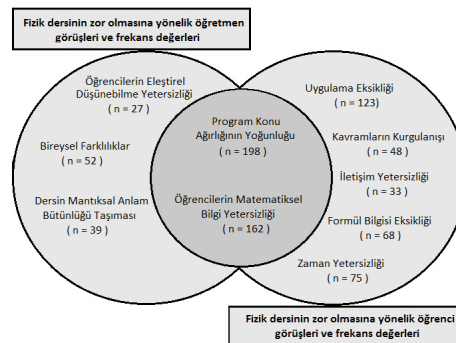 Fizik dersinin zor olmasına yönelik öğretmen
görüşleri ve frekans değerleri
Öğrencilerin Eleştirel
Düşünebilme Yetersizliği
( n = 27 )
Bireysel Farklılıklar
( n = 52 )
Dersin Mantıksal Anlam
Bütünlüğü Taşıması
( n = 39 )
Program Konu
Ağırlığının Yoğunluğu
( n = 198 )
Öğrencilerin Matematiksel
Bilgi Yetersizliği
( n = 162 )
Uygulama Eksikliği
( n = 123)
Kavramların Kurgulanışı
( n = 48 )
İletişim Yetersizliği
( n = 33 )
Formül Bilgisi Eksikliği
( n = 68 )
Zaman Yetersizliği
( n = 75 )
Fizik dersinin zor olmasına yönelik öğrenci
görüşleri ve frekans değerleri